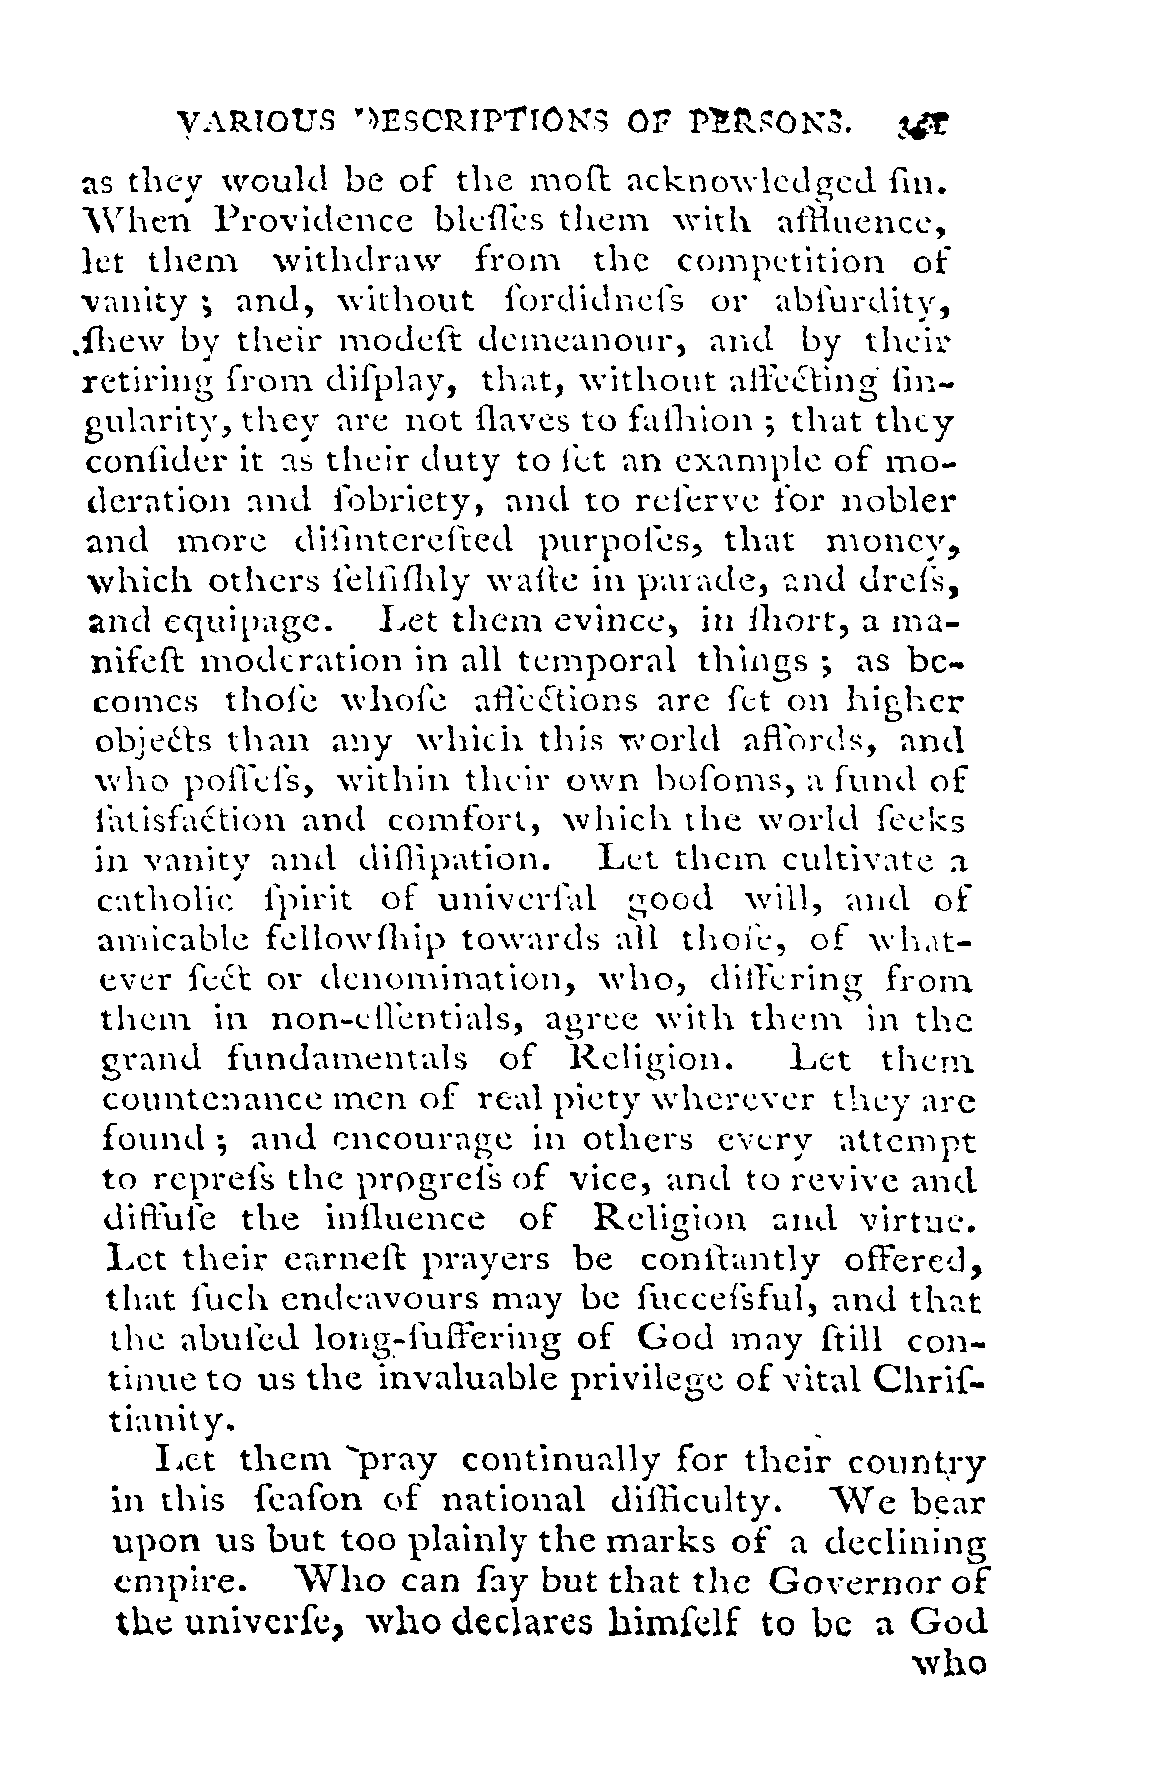 VARIOUS DESCRIPTIONS OF PERSONS.
as they would be of the moſt acknowledged ſin.
When Providence bleſſes them with affluence,
let them withdraw from the competition of
vanity ; and, without ſordidneſs or abſurdity,
ſhew by their modeſt demeanour, and by their
retiring from diſplay, that, without affecting ſin-
gularity, they are not ſlaves to faſhion ; that they
conſider it as their duty to ſet an example of mo-
deration and ſobriety, and to reſerve for nobler
and more diſintereſted purpoſes, that money,
which others ſelfiſhly waſte in parade, and dreſs,
and equipage. Let them evince, in ſhort, a ma-
nifeſt moderation in all temporal things ; as be-
comes thoſe whoſe affections are ſet on higher
objects than any which this world affords, and
who poſſeſs, within their own boſoms, a fund of
ſatisfaction and comfort, which the world ſeeks
in vanity and diſſipation. Let them cultivate a
catholic ſpirit of univerſal good will, and of
amicable fellowſhip towards all thoſe, of what-
ever ſect or denomination, who, differing from
them in non-eſſentials, agree with them in the
grand fundamentals of Religion. Let them
countenance men of real piety wherever they are
found ; and encourage in others every attempt
to repreſs the progreſs of vice, and to revive and
diffuſe the influence of Religion and virtue.
Let their earneſt prayers be conſtantly offered,
that ſuch endeavours may be ſucceſsful, and that
the abuſed long-ſuffering of God may ſtill con-
tinue to us the invaluable privilege of vital Chriſ-
tianity.
Let them pray continually for their country
in this ſeaſon of national difficulty. We bear
upon us but too plainly the marks of a declining
empire. Who can ſay but that the Governor of
the univerſe, who declares himſelf to be a God
who